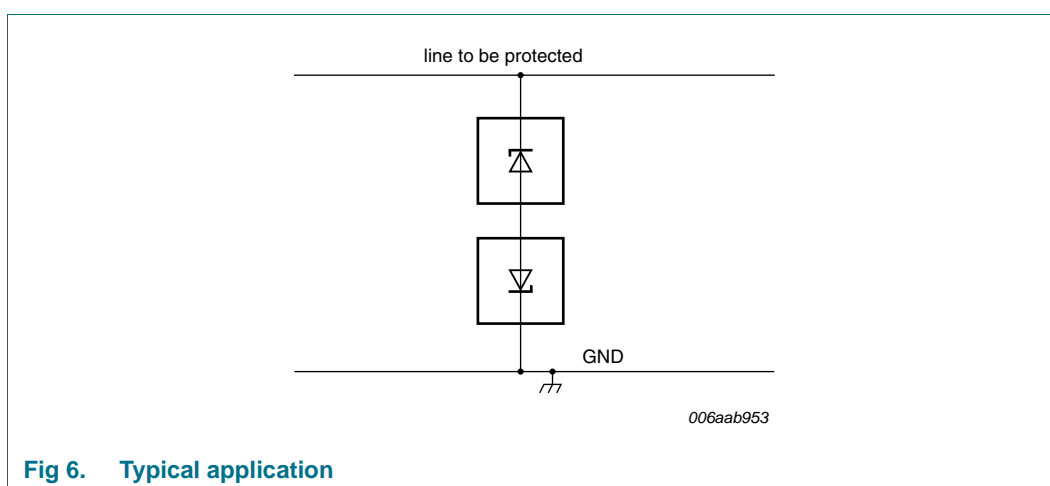 line to be protected
GND
006aab953
Fig 6. Typical application